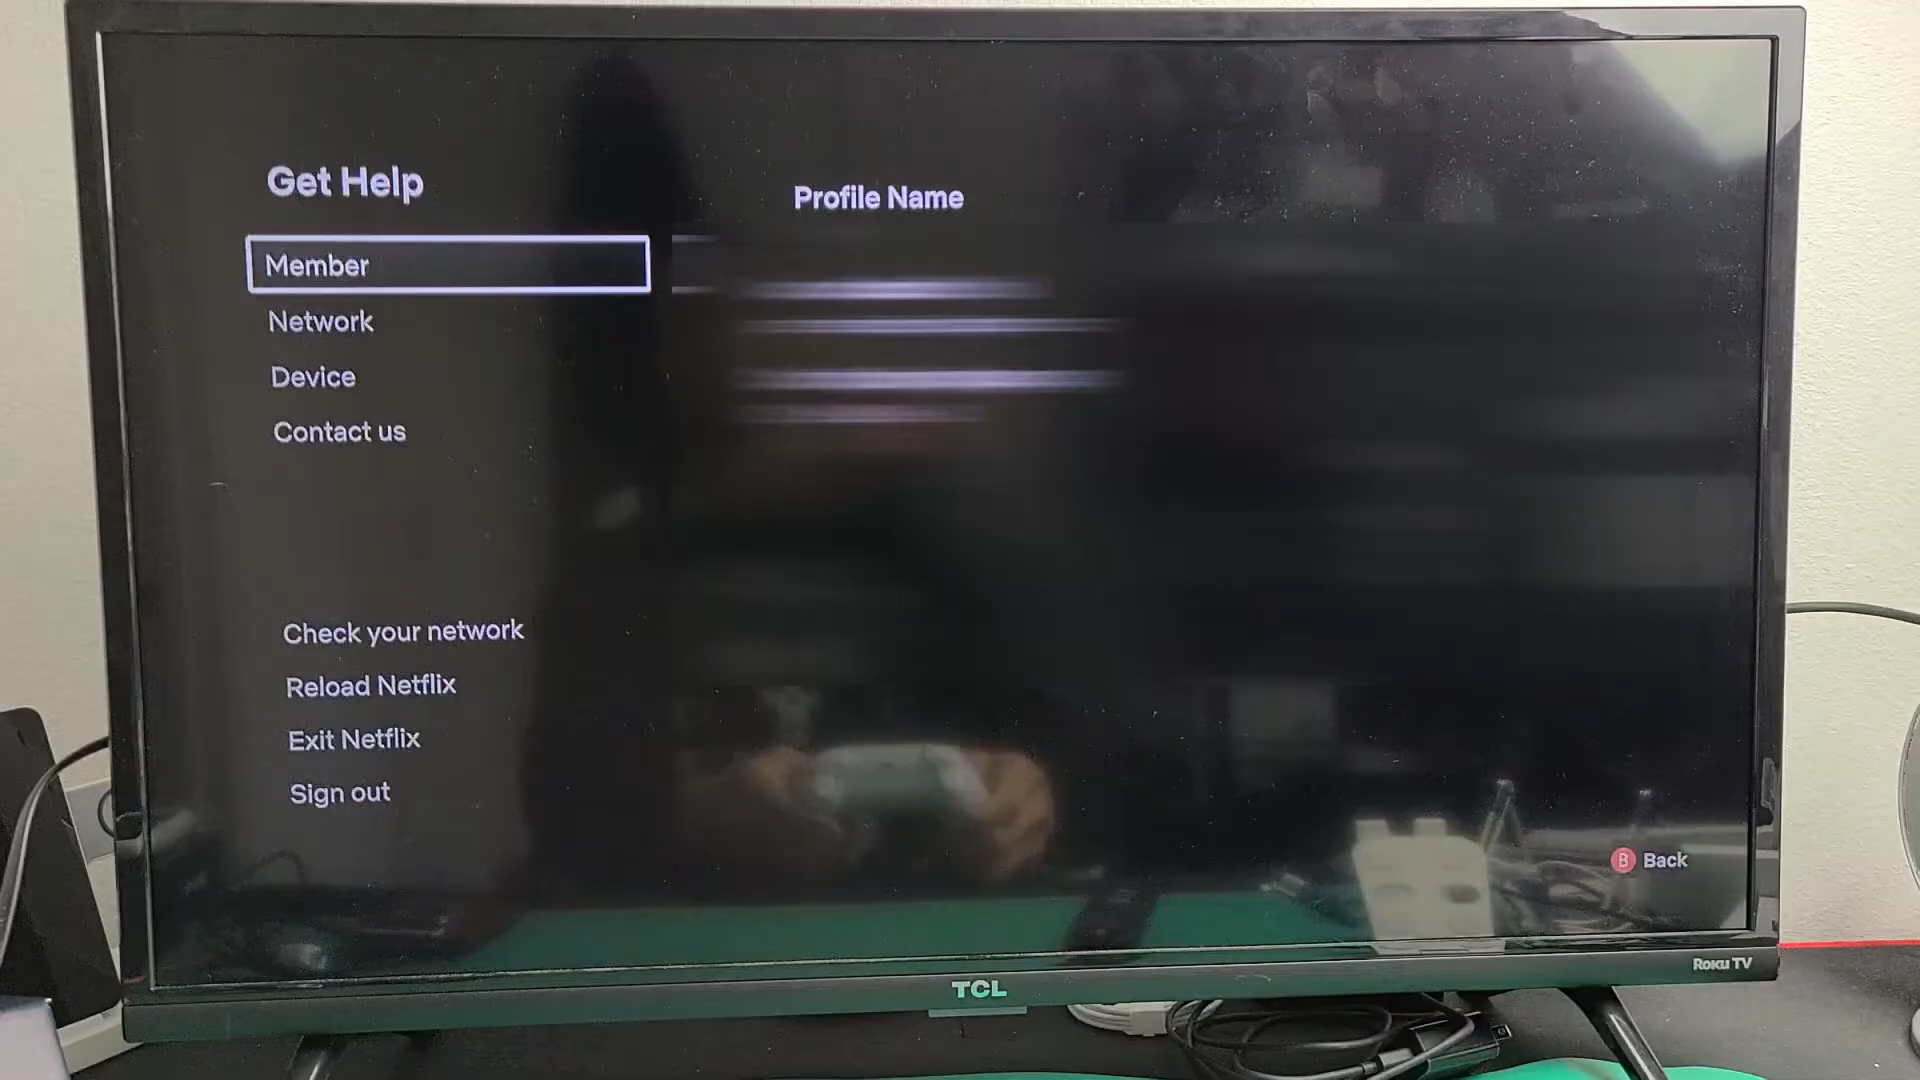 Get Help
Profile Name
Member
Network
Device
Contact us
Check your network
Reload Netflix
Exit Netflix
Sign out
B Back
Roku TV
TCL